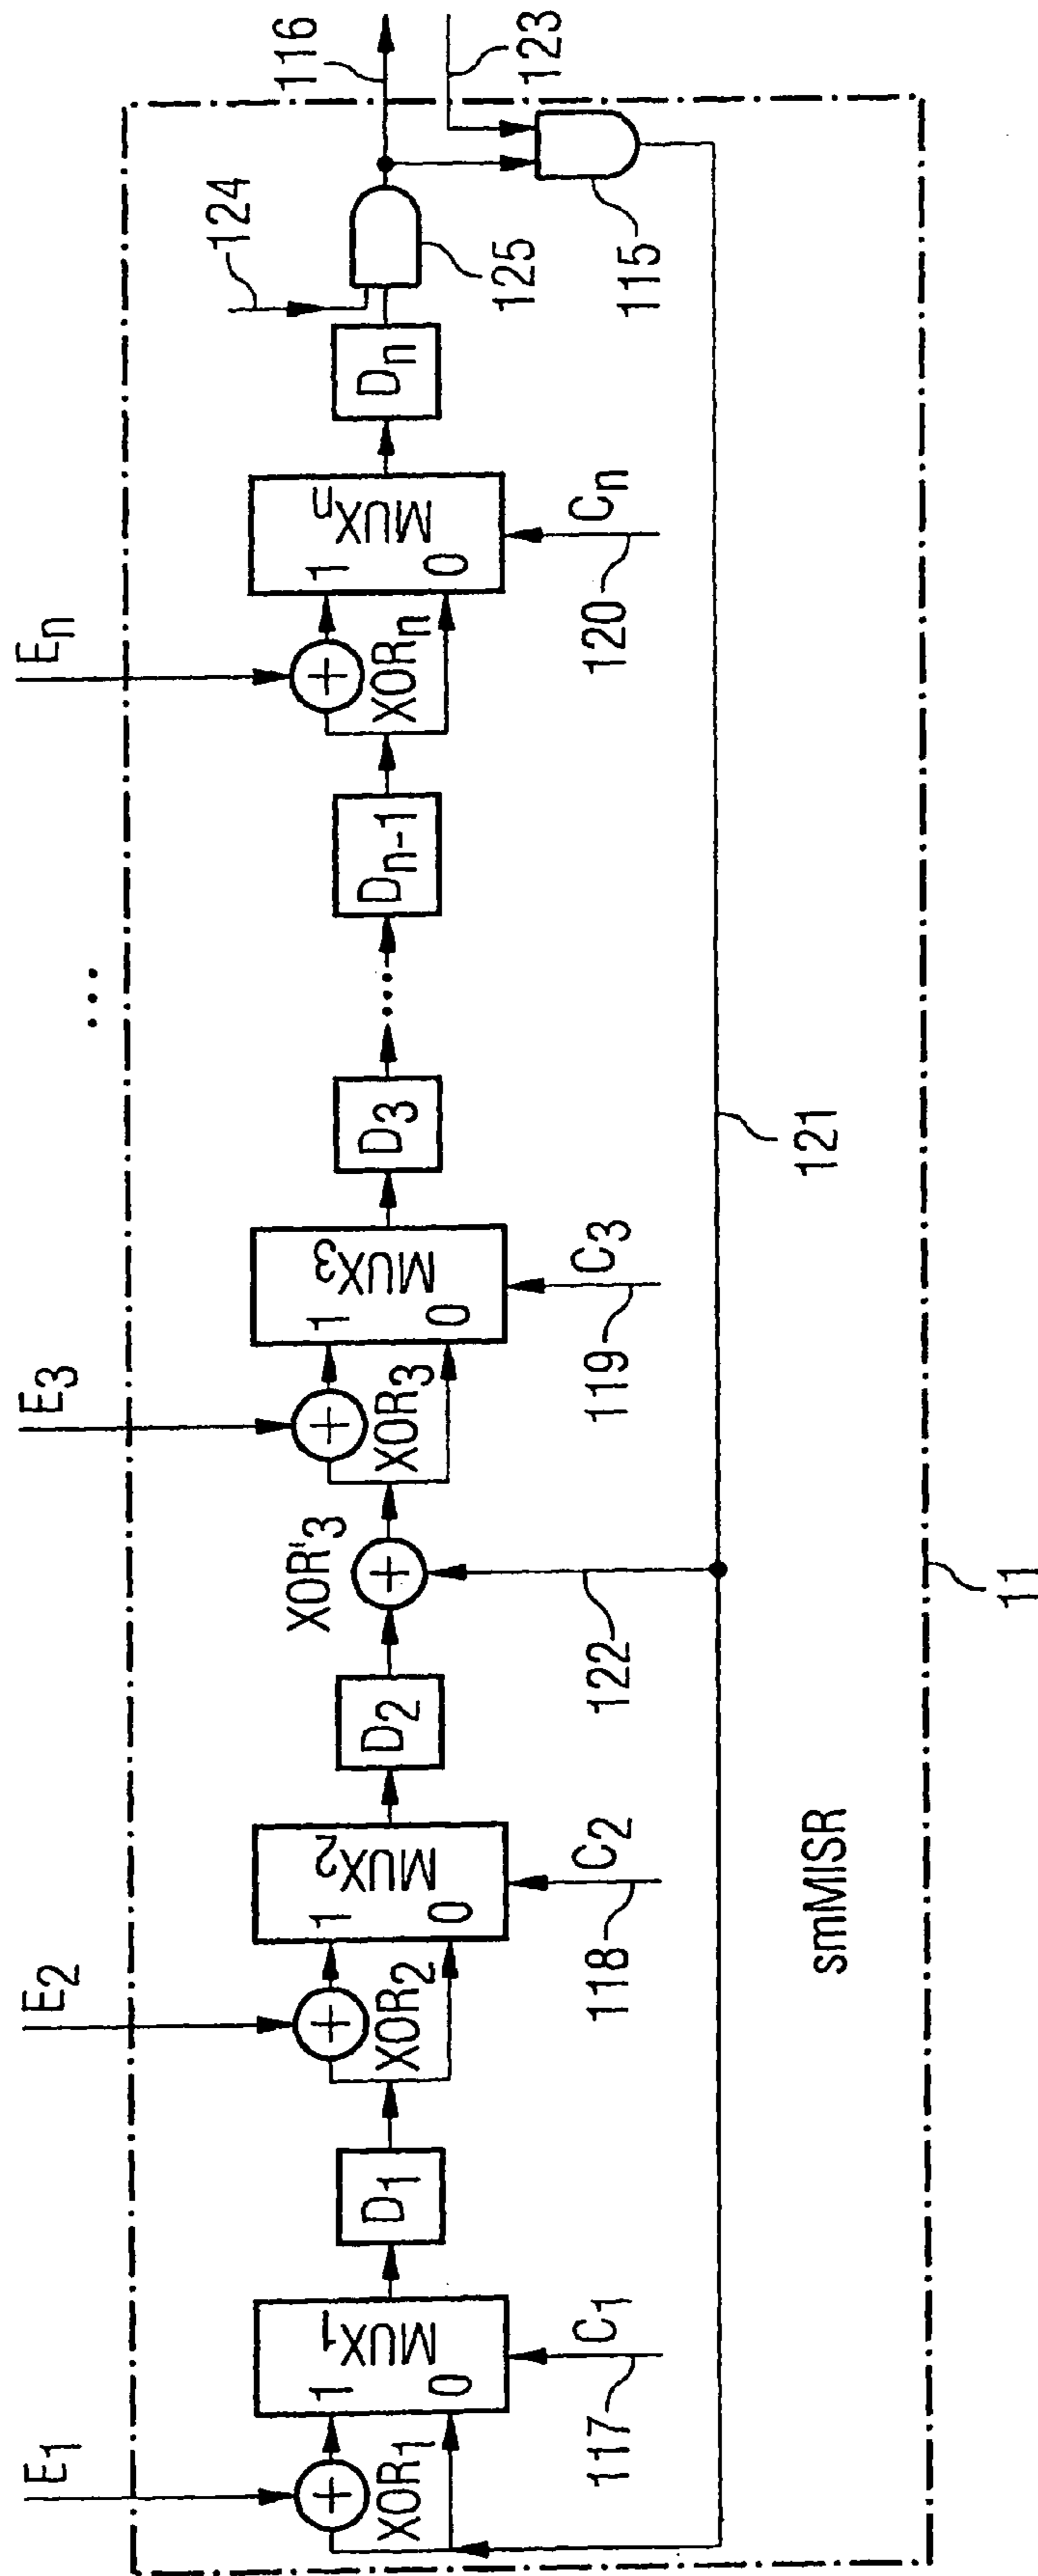 E₁
E₂
E₃
...
Eₙ
124
116
123
XOR₁
1
0
MUX₁
D₁
XOR₂
1
0
MUX₂
D₂
XOR'₃
XOR₃
1
0
MUX₃
D₃
...
Dₙ₋₁
XORₙ
1
0
MUXₙ
Dₙ
125
115
117
C₁
118
C₂
122
119
C₃
120
Cₙ
121
smMISR
11